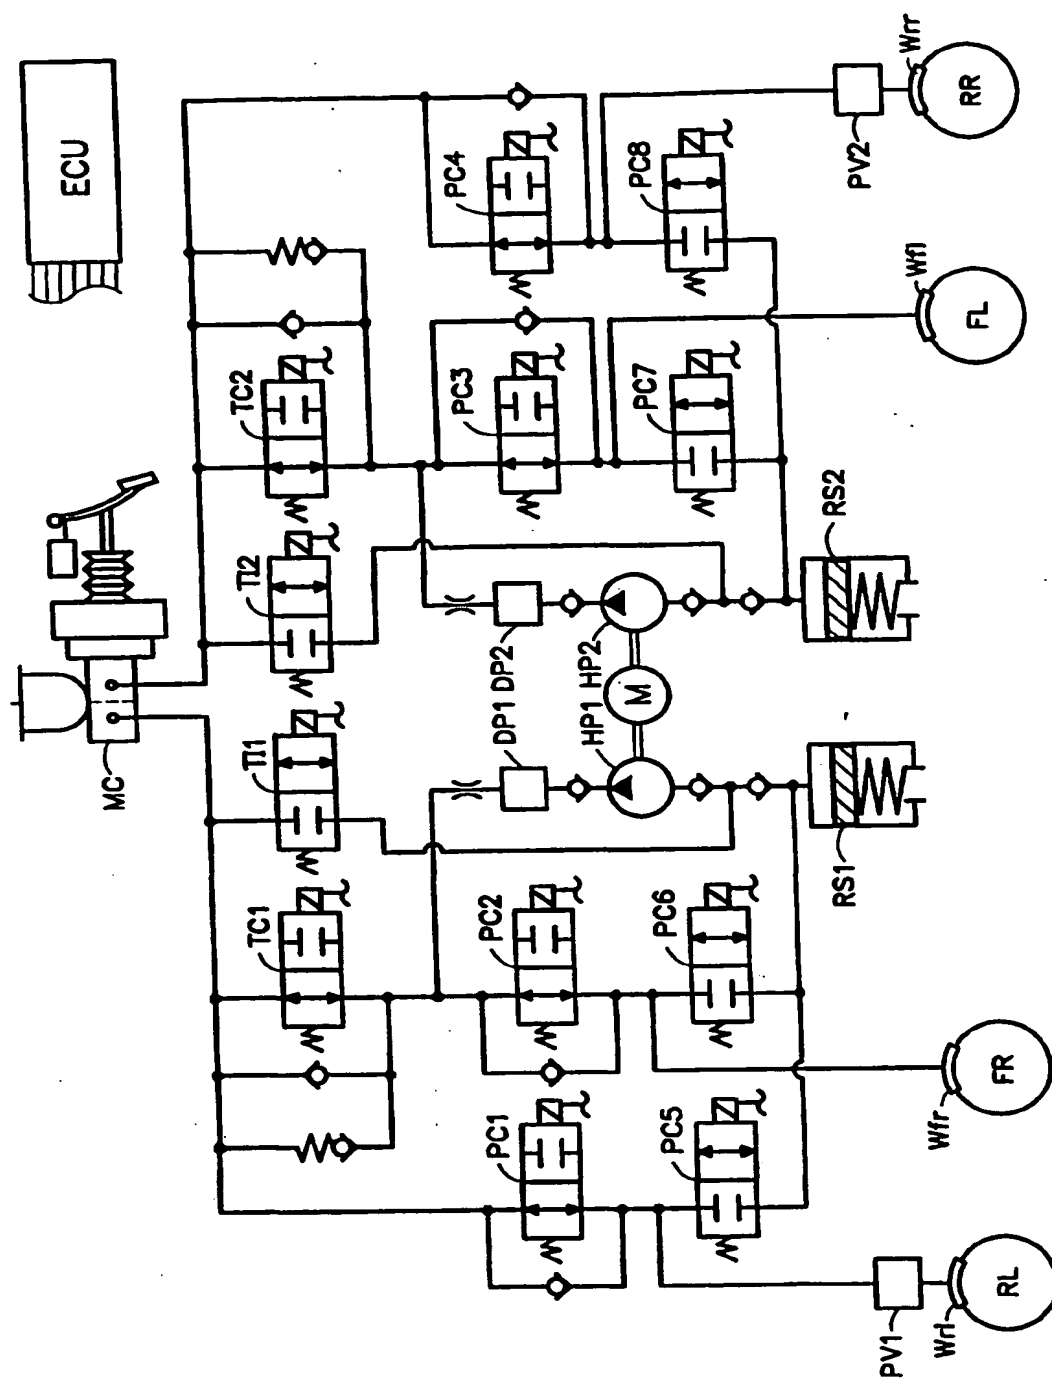 ECU
MC
TC1
TI1
TI2
TC2
PC1
PC2
PC3
PC4
DP1
DP2
HP1
HP2
M
PC5
PC6
PC7
PC8
RS1
RS2
PV1
PV2
Wrl
Wfr
Wfl
Wrr
RL
FR
FL
RR